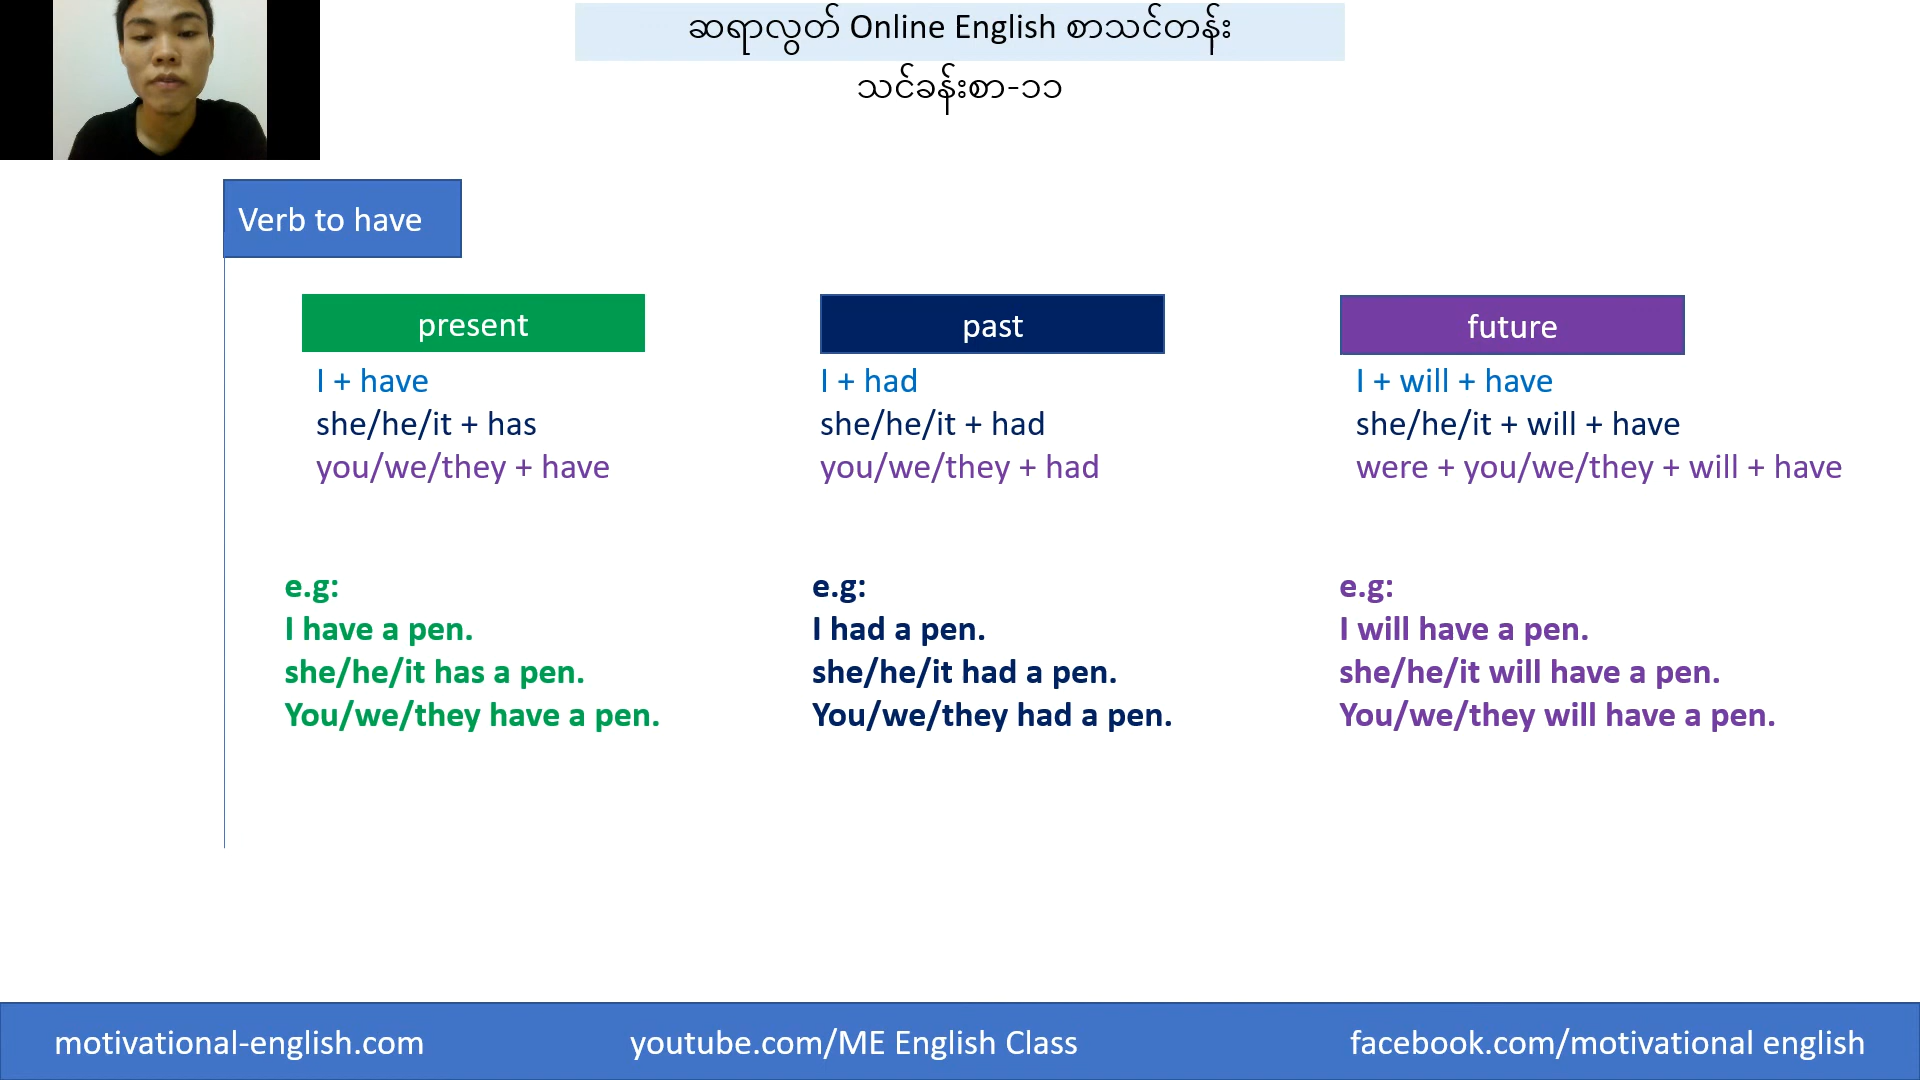 ဆရာလွတ် Online English စာသင်တန်း
သင်ခန်းစာ-၁၁
Verb to have
present
I + have
she/he/it + has
you/we/they + have
e.g:
I have a pen.
she/he/it has a pen.
You/we/they have a pen.
past
I + had
she/he/it + had
you/we/they + had
e.g:
I had a pen.
she/he/it had a pen.
You/we/they had a pen.
future
I + will + have
she/he/it + will + have
were + you/we/they + will + have
e.g:
I will have a pen.
she/he/it will have a pen.
You/we/they will have a pen.
motivational-english.com
youtube.com/ME English Class
facebook.com/motivational english